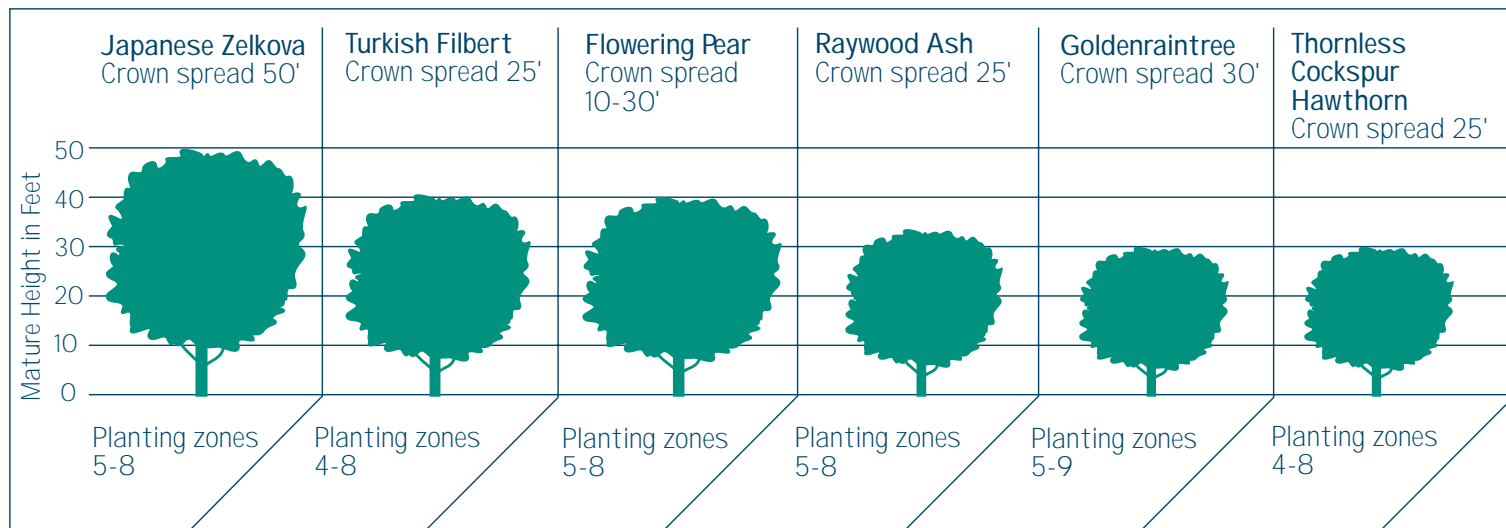 Japanese Zelkova
Crown spread 50'
Turkish Filbert
Crown spread 25'
Flowering Pear
Crown spread
10-30'
Raywood Ash
Crown spread 25'
Goldenraintree
Crown spread 30'
Thornless
Cockspur
Hawthorn
Crown spread 25'
Mature Height in Feet
50
40
30
20
10
0
Planting zones
5-8
Planting zones
4-8
Planting zones
5-8
Planting zones
5-8
Planting zones
5-9
Planting zones
4-8